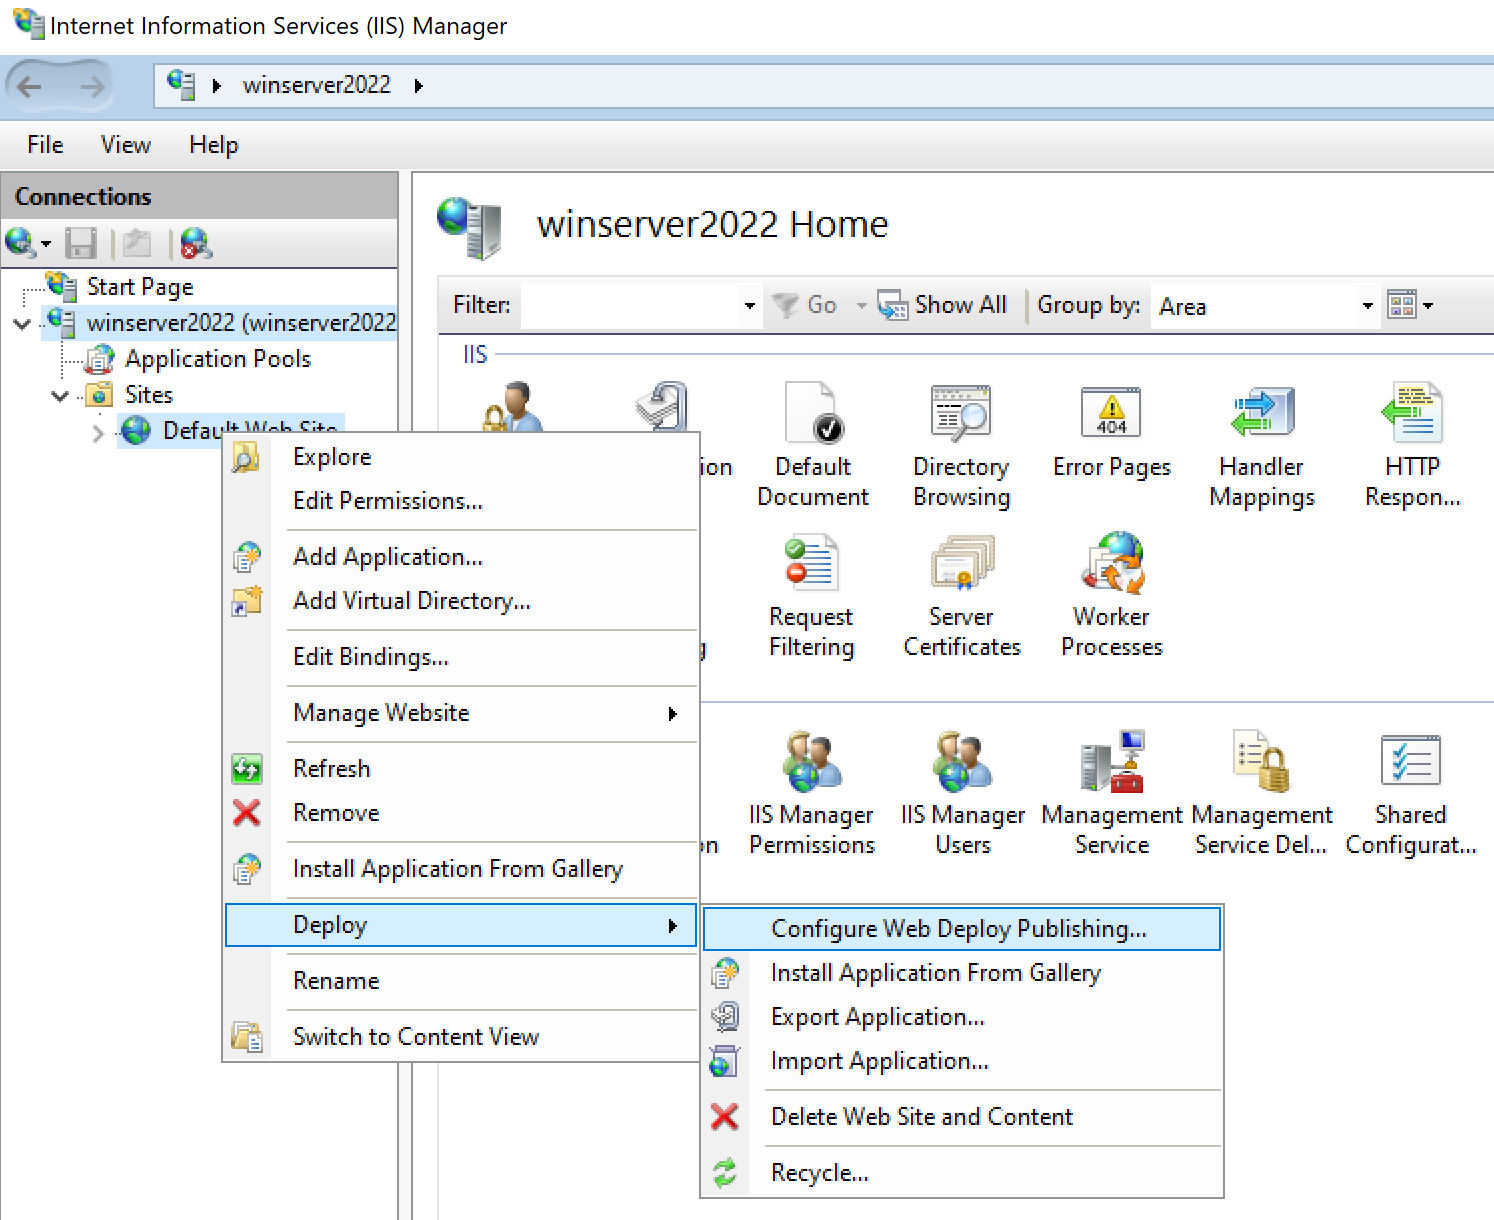 Internet Information Services (IIS) Manager
winserver2022
File View Help
Connections
Start Page
winserver2022 (winserver2022
Application Pools
Sites
Default Web Site
winserver2022 Home
Filter: Go Show All Group by: Area
IIS
Default Document
Directory Browsing
Error Pages
404
Handler Mappings
HTTP Respon...
Request Filtering
Server Certificates
Worker Processes
IIS Manager Permissions
IIS Manager Users
Management Service
Management Service Del...
Shared Configurat...
Explore
Edit Permissions...
Add Application...
Add Virtual Directory...
Edit Bindings...
Manage Website
Refresh
Remove
Install Application From Gallery
Deploy
Rename
Switch to Content View
Configure Web Deploy Publishing...
Install Application From Gallery
Export Application...
Import Application...
Delete Web Site and Content
Recycle...